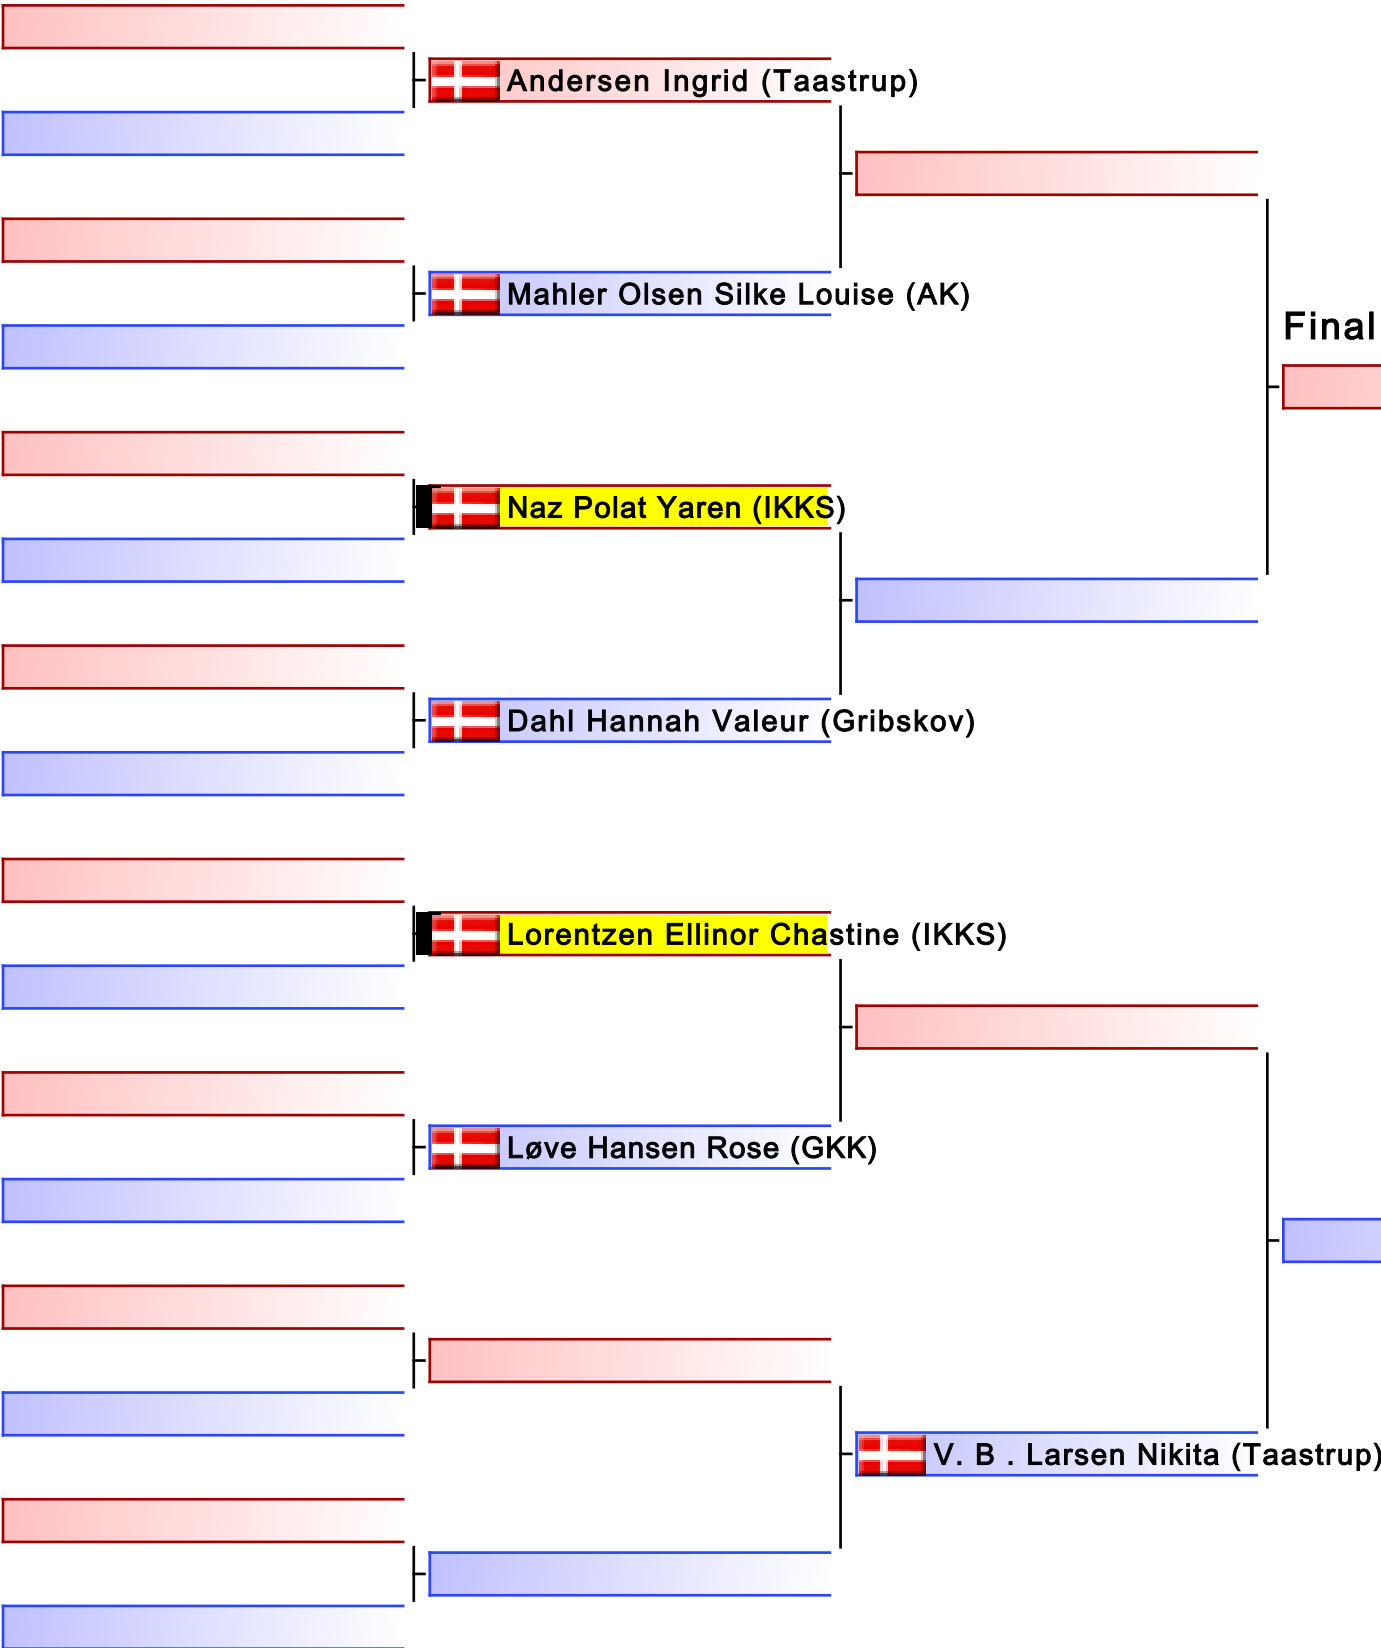 Andersen Ingrid (Taastrup)
Mahler Olsen Silke Louise (AK)
Final
Naz Polat Yaren (IKKS)
Dahl Hannah Valeur (Gribskov)
Lorentzen Ellinor Chastine (IKKS)
Løve Hansen Rose (GKK)
V. B . Larsen Nikita (Taastrup)